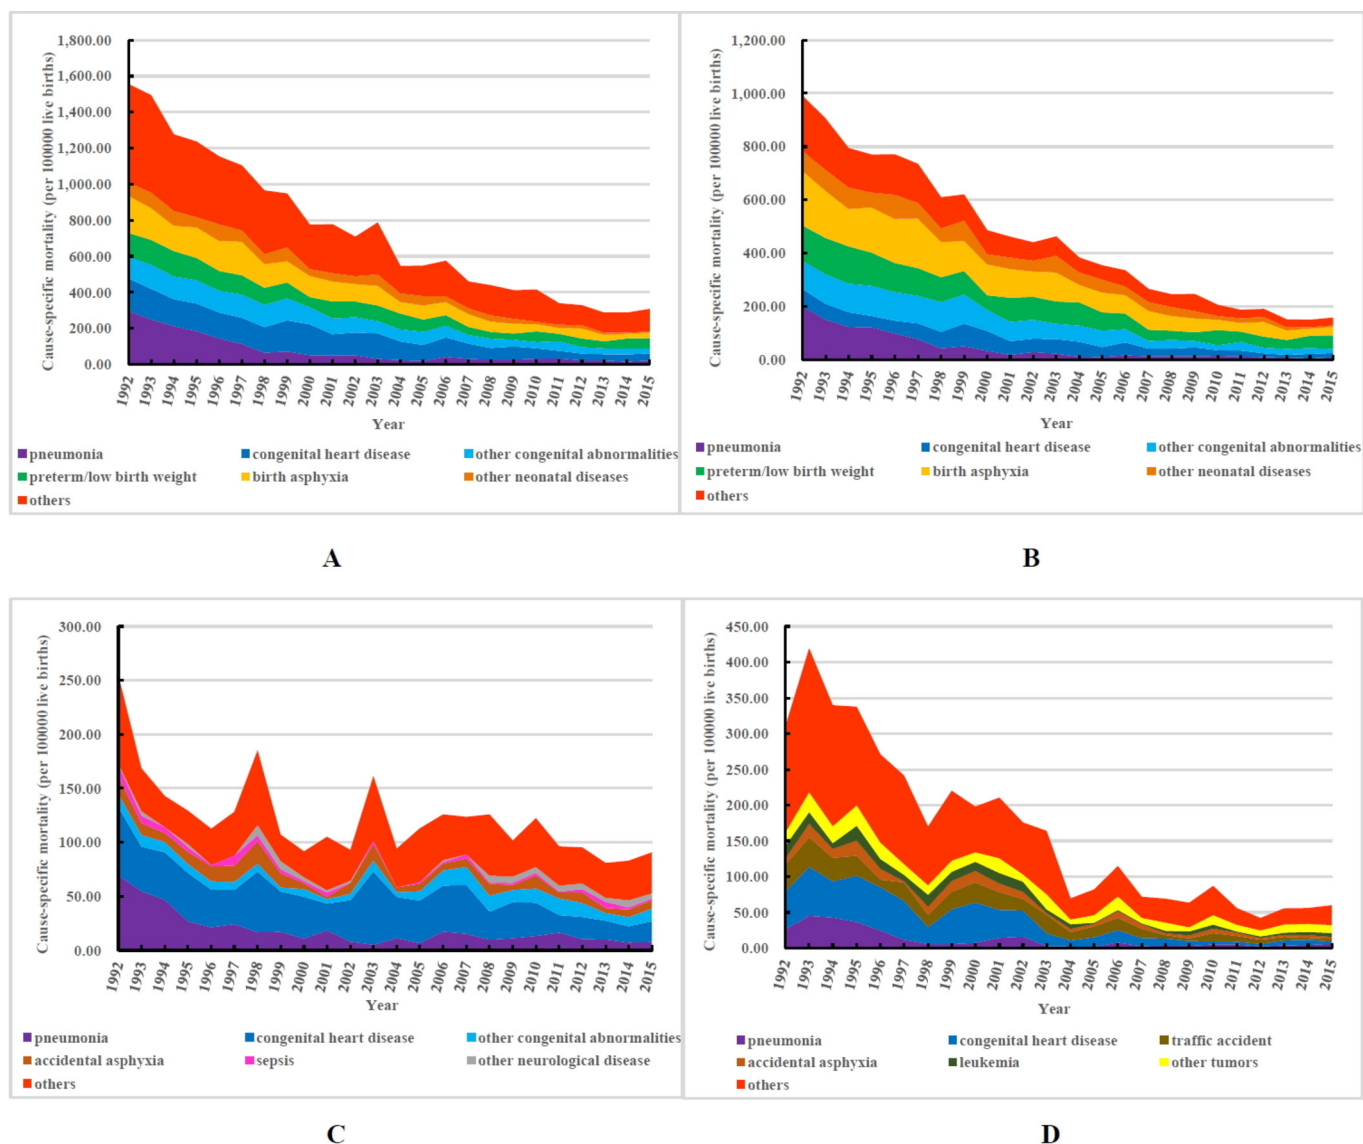 Cause-specific mortality (per 100000 live births)
1,800.00
1,600.00
1,400.00
1,200.00
1,000.00
800.00
600.00
400.00
200.00
0.00
1992 1993 1994 1995 1996 1997 1998 1999 2000 2001 2002 2003 2004 2005 2006 2007 2008 2009 2010 2011 2012 2013 2014 2015
Year
pneumonia congenital heart disease other congenital abnormalities
preterm/low birth weight birth asphyxia other neonatal diseases
others
A
Cause-specific mortality (per 100000 live births)
1,200.00
1,000.00
800.00
600.00
400.00
200.00
0.00
1992 1993 1994 1995 1996 1997 1998 1999 2000 2001 2002 2003 2004 2005 2006 2007 2008 2009 2010 2011 2012 2013 2014 2015
Year
pneumonia congenital heart disease other congenital abnormalities
preterm/low birth weight birth asphyxia other neonatal diseases
others
B
Cause-specific mortality (per 100000 live births)
300.00
250.00
200.00
150.00
100.00
50.00
0.00
1992 1993 1994 1995 1996 1997 1998 1999 2000 2001 2002 2003 2004 2005 2006 2007 2008 2009 2010 2011 2012 2013 2014 2015
Year
pneumonia congenital heart disease other congenital abnormalities
accidental asphyxia sepsis other neurological disease
others
C
Cause-specific mortality (per 100000 live births)
450.00
400.00
350.00
300.00
250.00
200.00
150.00
100.00
50.00
0.00
1992 1993 1994 1995 1996 1997 1998 1999 2000 2001 2002 2003 2004 2005 2006 2007 2008 2009 2010 2011 2012 2013 2014 2015
Year
pneumonia congenital heart disease traffic accident
accidental asphyxia leukemia other tumors
others
D